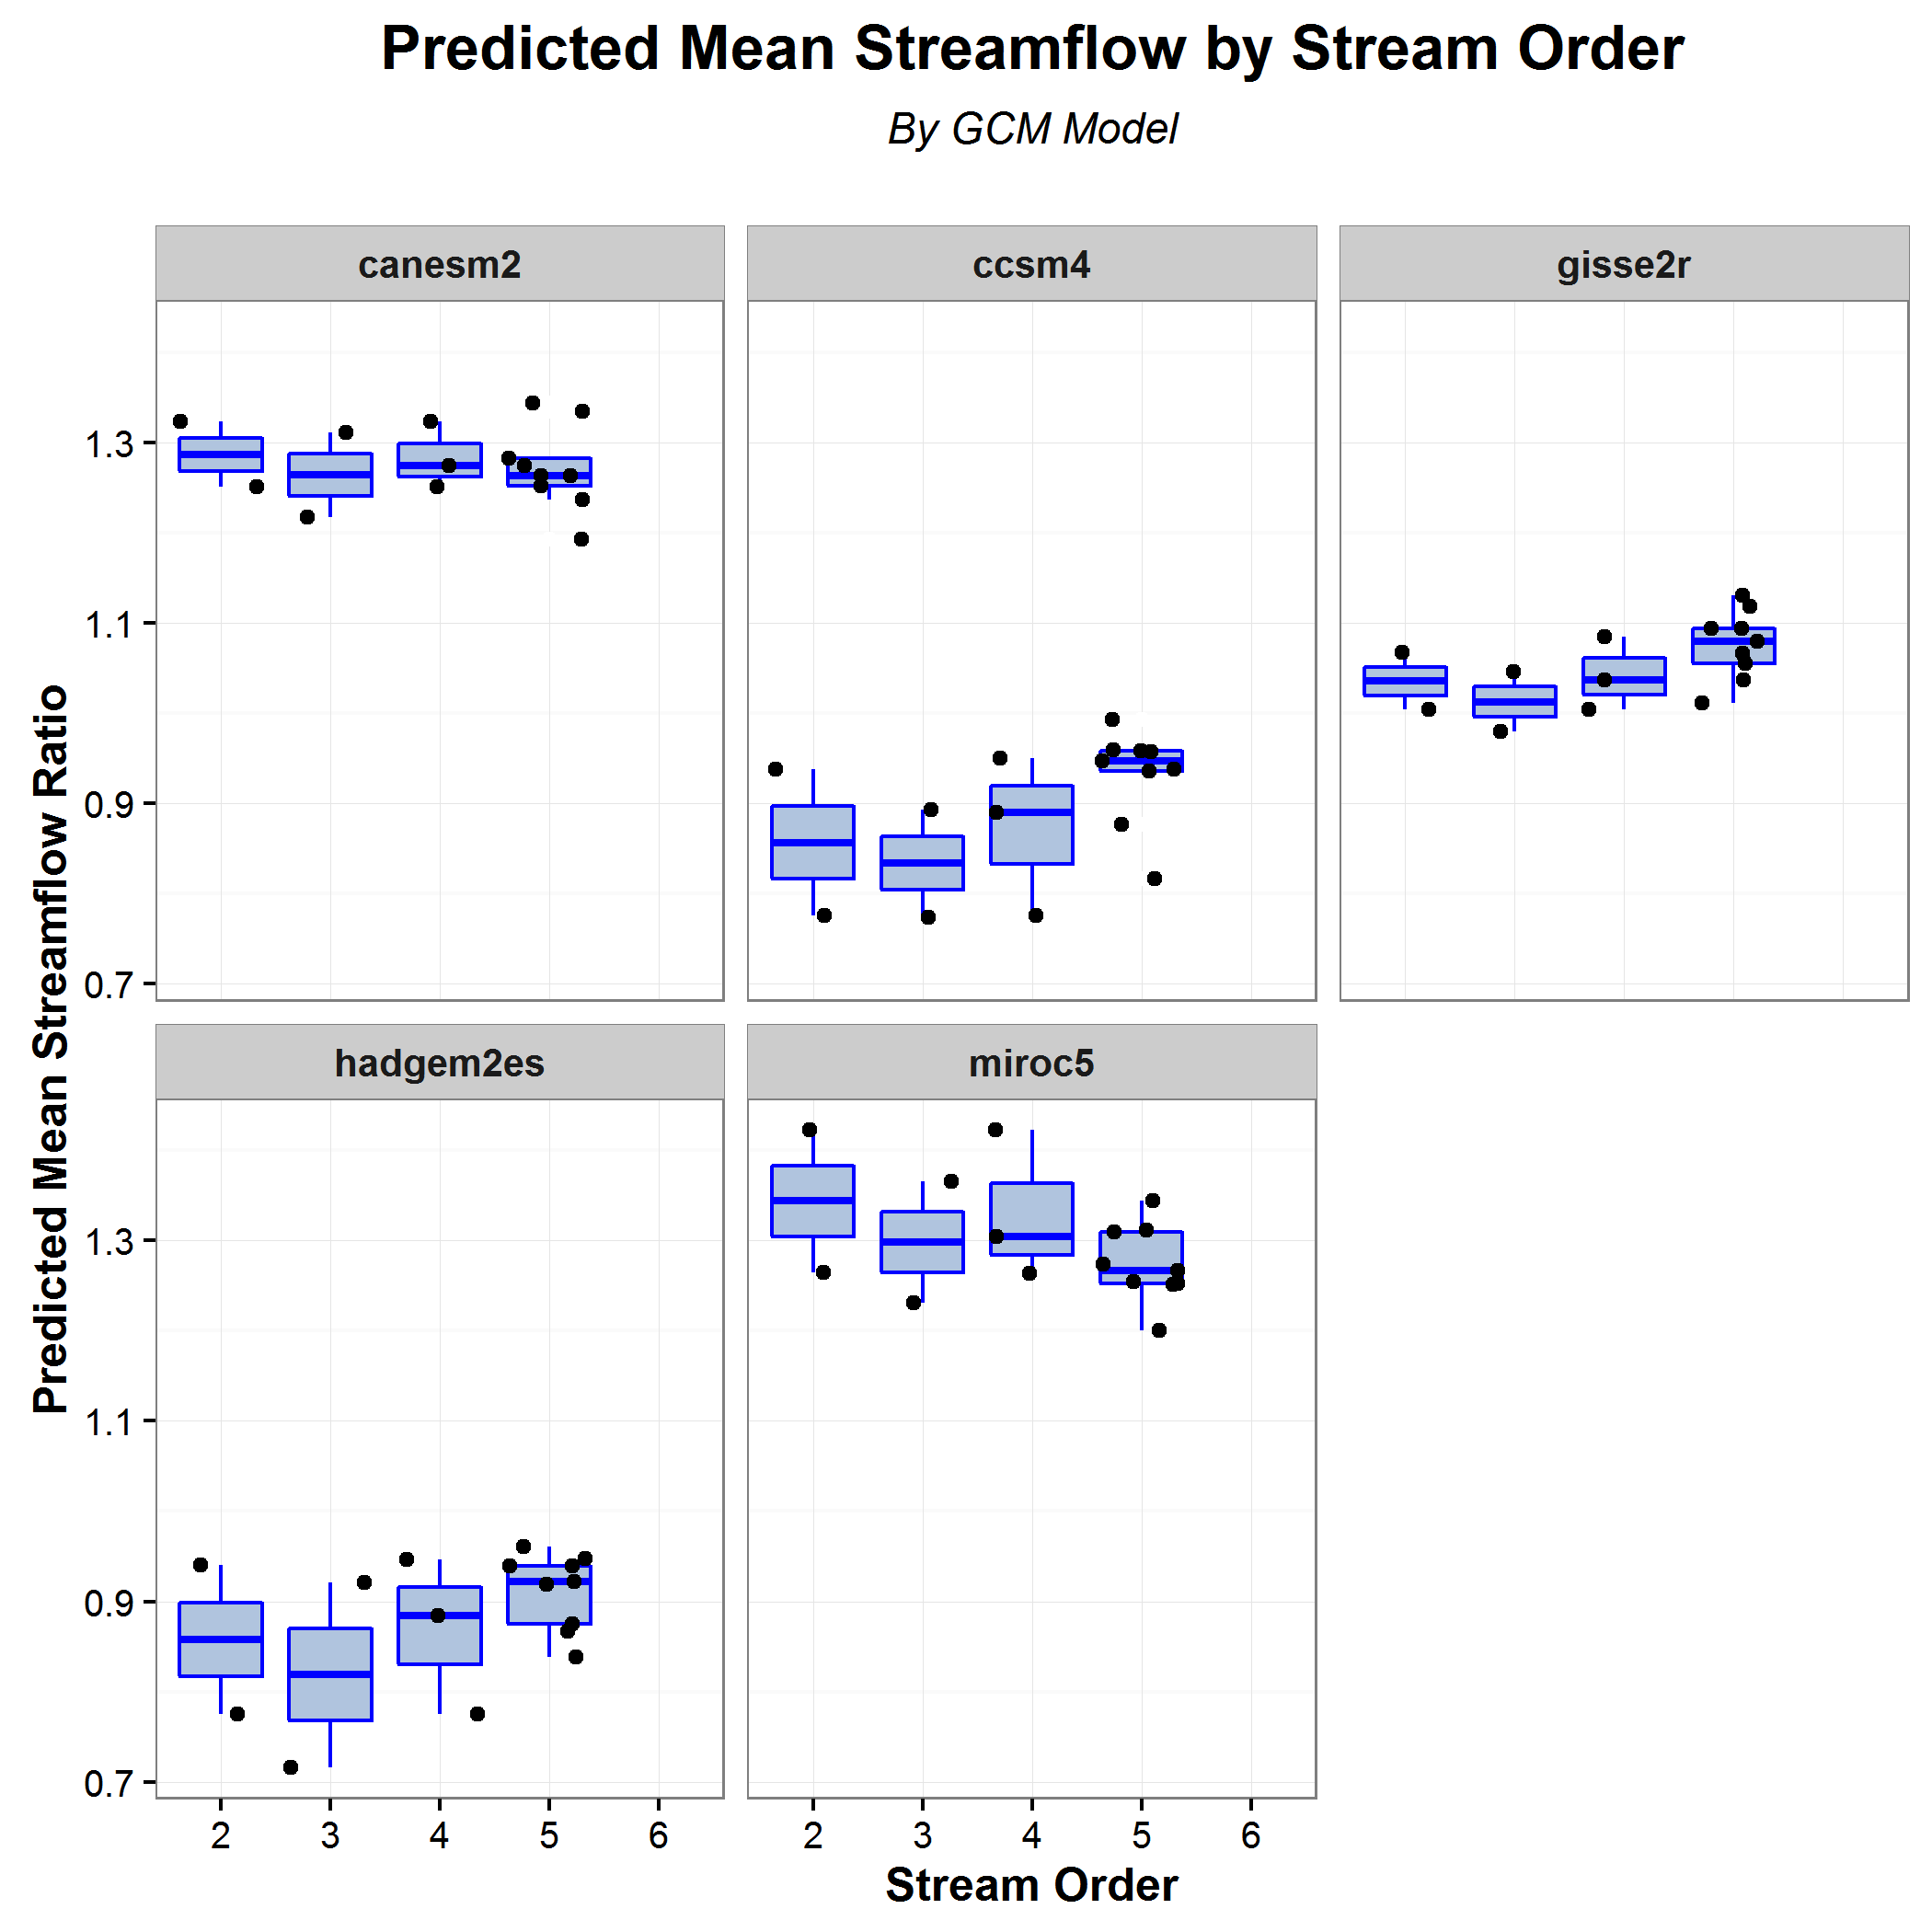 Predicted Mean Streamflow by Stream Order
By GCM Model
canesm2
ccsm4
gisse2r
1.3
1.1
0.9
0.7
Predicted Mean Streamflow Ratio
hadgem2es
miroc5
1.3
1.1
0.9
0.7
2 3 4 5 6
2 3 4 5 6
Stream Order